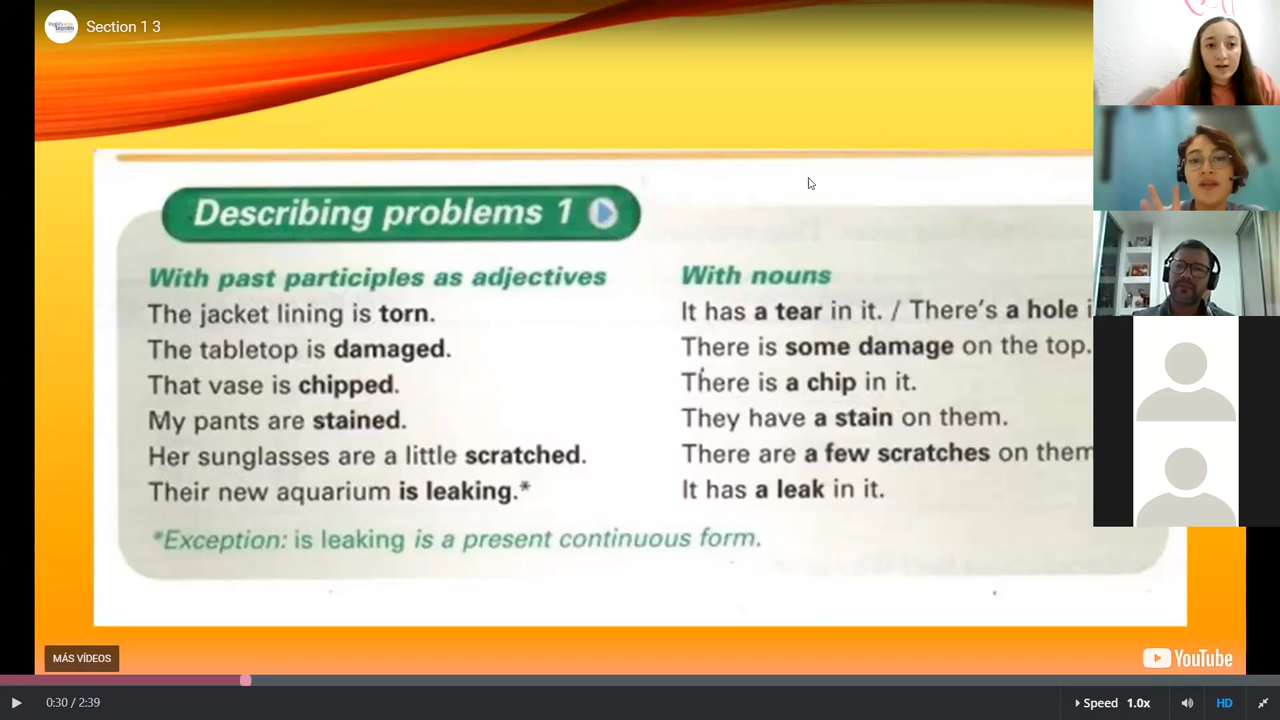 Section 1 3
Describing problems 1
With past participles as adjectives
The jacket lining is torn.
The tabletop is damaged.
That vase is chipped.
My pants are stained.
Her sunglasses are a little scratched.
Their new aquarium is leaking.*
With nouns
It has a tear in it. / There's a hole i
There is some damage on the top.
There is a chip in it.
They have a stain on them.
There are a few scratches on them
It has a leak in it.
*Exception: is leaking is a present continuous form.
MÁS VÍDEOS
YouTube
0:30 / 2:39
Speed 1.0x
HD